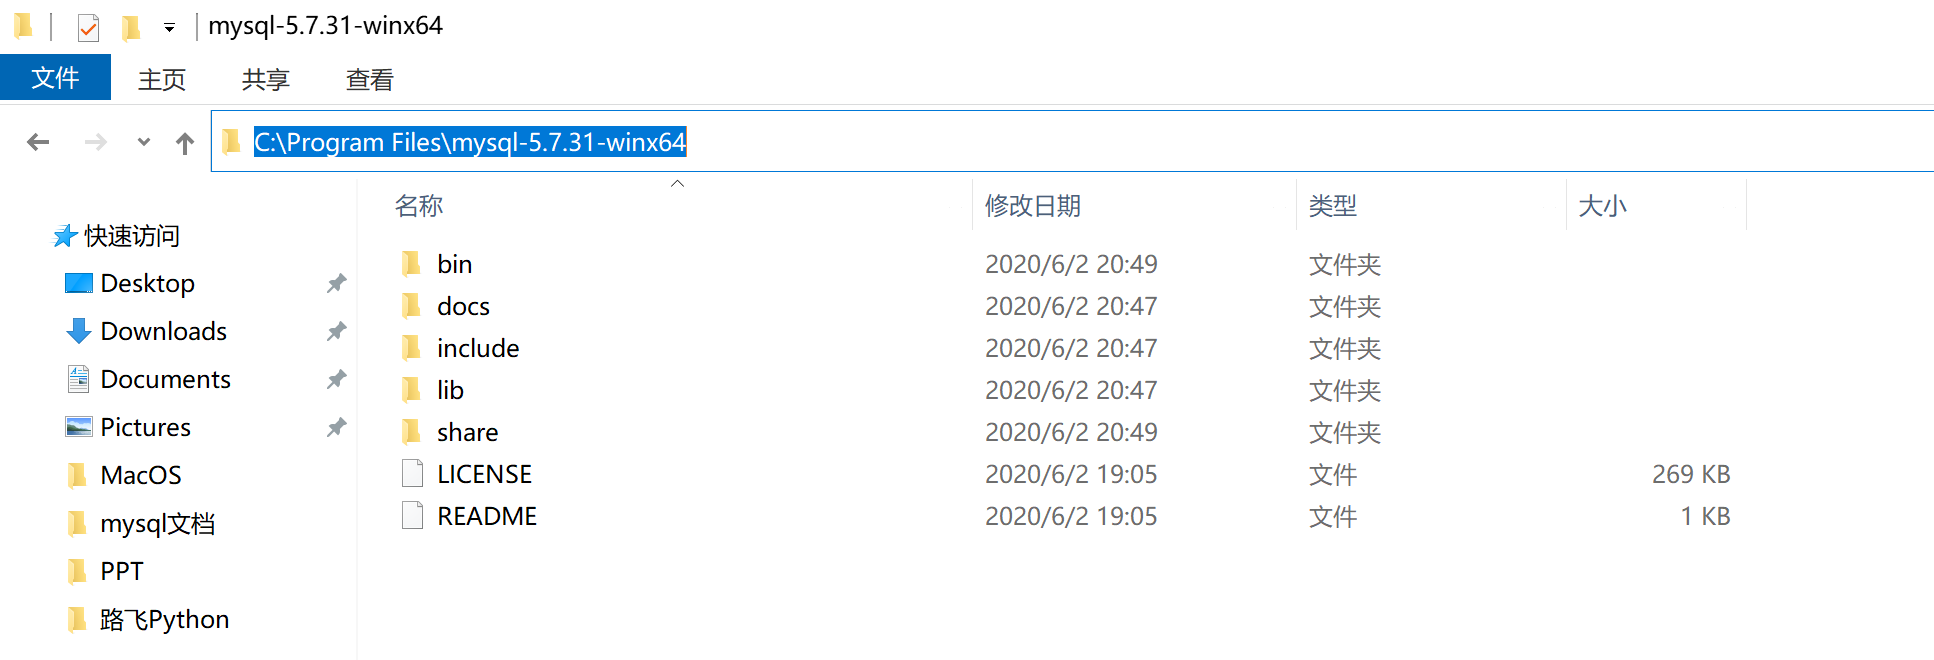 mysql-5.7.31-winx64
文件 主页 共享 查看
C:\Program Files\mysql-5.7.31-winx64
名称 修改日期 类型 大小
快速访问
Desktop
Downloads
Documents
Pictures
MacOS
mysql文档
PPT
路飞Python
bin 2020/6/2 20:49 文件夹
docs 2020/6/2 20:47 文件夹
include 2020/6/2 20:47 文件夹
lib 2020/6/2 20:47 文件夹
share 2020/6/2 20:49 文件夹
LICENSE 2020/6/2 19:05 文件 269 KB
README 2020/6/2 19:05 文件 1 KB